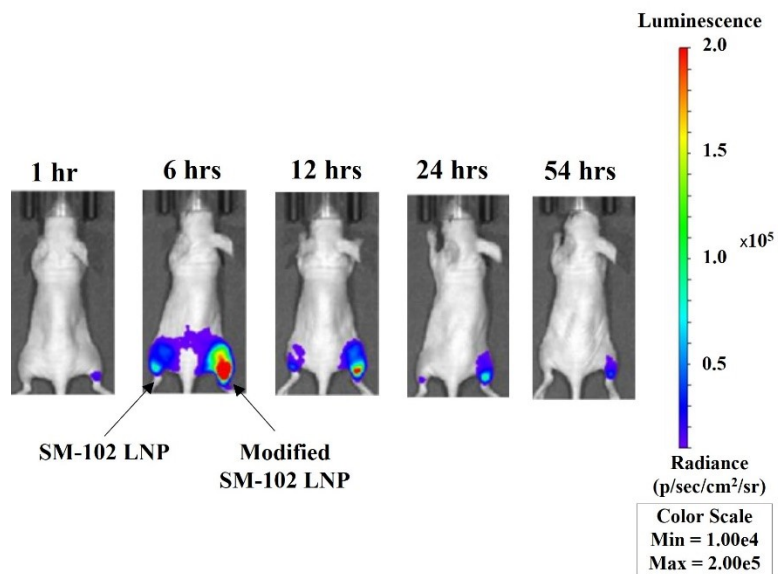 Luminescence
2.0
1 hr
6 hrs
12 hrs
24 hrs
54 hrs
1.5
1.0
x10⁵
0.5
SM-102 LNP
Modified
SM-102 LNP
Radiance
(p/sec/cm²/sr)
Color Scale
Min = 1.00e4
Max = 2.00e5